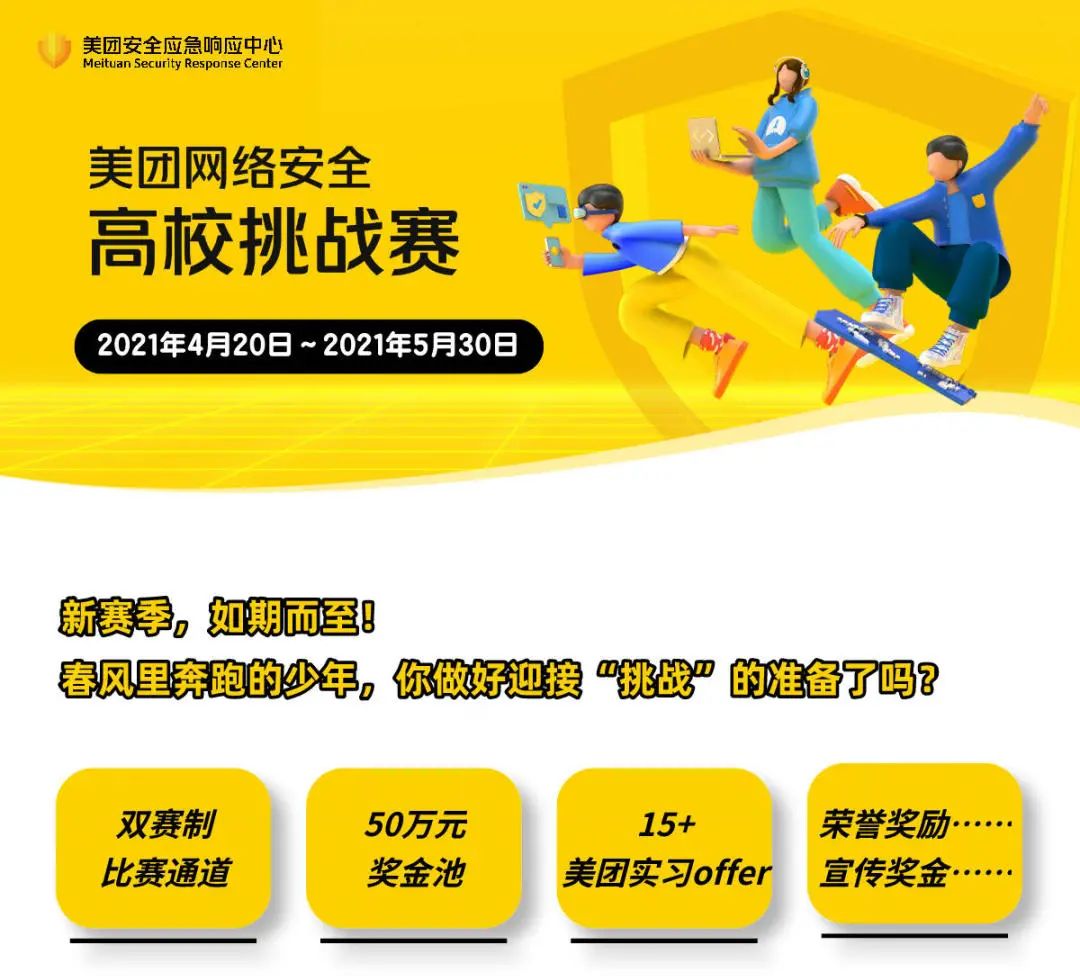 美团安全应急响应中心
Meituan Security Response Center
美团网络安全
高校挑战赛
2021年4月20日 ~ 2021年5月30日
新赛季，如期而至！
春风里奔跑的少年，你做好迎接“挑战”的准备了吗？
双赛制
比赛通道
50万元
奖金池
15+
美团实习offer
荣誉奖励……
宣传奖金……